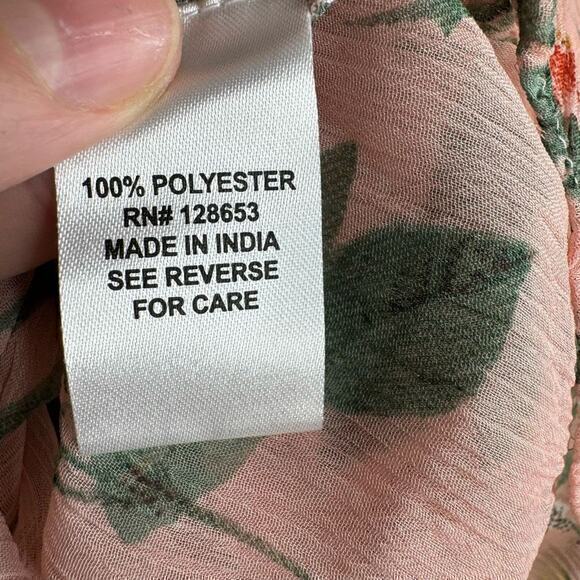 100% POLYESTER
RN# 128653
MADE IN INDIA
SEE REVERSE
FOR CARE